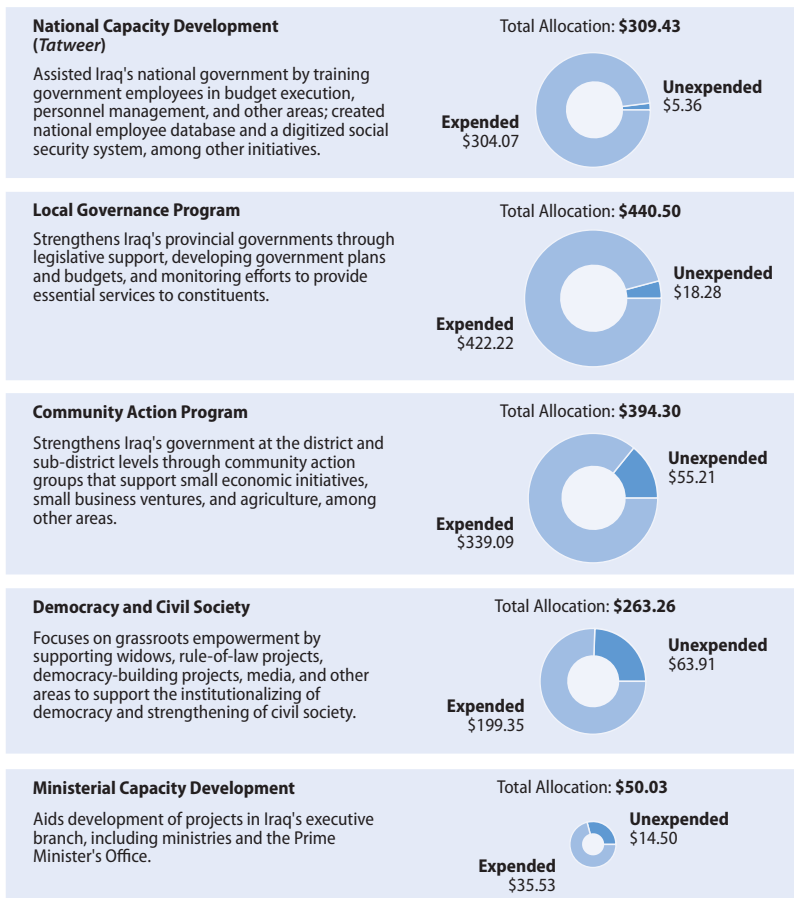 National Capacity Development
(Tatweer)
Assisted Iraq's national government by training
government employees in budget execution,
personnel management, and other areas; created
national employee database and a digitized social
security system, among other initiatives.
Total Allocation: $309.43
Unexpended
$5.36
Expended
$304.07
Local Governance Program
Strengthens Iraq's provincial governments through
legislative support, developing government plans
and budgets, and monitoring efforts to provide
essential services to constituents.
Total Allocation: $440.50
Unexpended
$18.28
Expended
$422.22
Community Action Program
Strengthens Iraq's government at the district and
sub-district levels through community action
groups that support small economic initiatives,
small business ventures, and agriculture, among
other areas.
Total Allocation: $394.30
Unexpended
$55.21
Expended
$339.09
Democracy and Civil Society
Focuses on grassroots empowerment by
supporting widows, rule-of-law projects,
democracy-building projects, media, and other
areas to support the institutionalizing of
democracy and strengthening of civil society.
Total Allocation: $263.26
Unexpended
$63.91
Expended
$199.35
Ministerial Capacity Development
Aids development of projects in Iraq's executive
branch, including ministries and the Prime
Minister's Office.
Total Allocation: $50.03
Unexpended
$14.50
Expended
$35.53